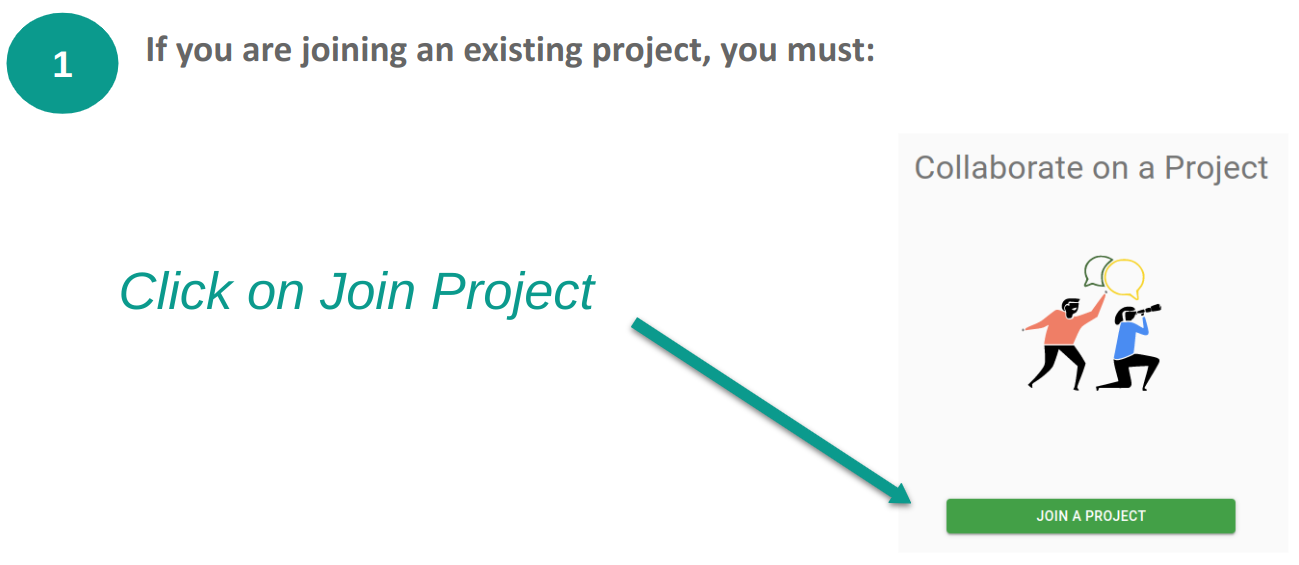 1
If you are joining an existing project, you must:
Collaborate on a Project
Click on Join Project
JOIN A PROJECT